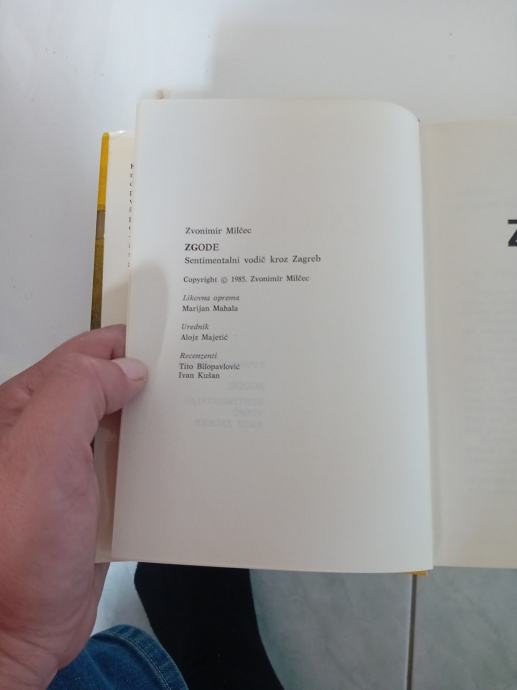 Zvonimir Milčec
ZGODE
Sentimentalni vodič kroz Zagreb
Copyright © 1985. Zvonimir Milčec
Likovna oprema
Marijan Mahala
Urednik
Alojz Majetić
Recenzenti
Tito Bilopavlović
Ivan Kušan
Z